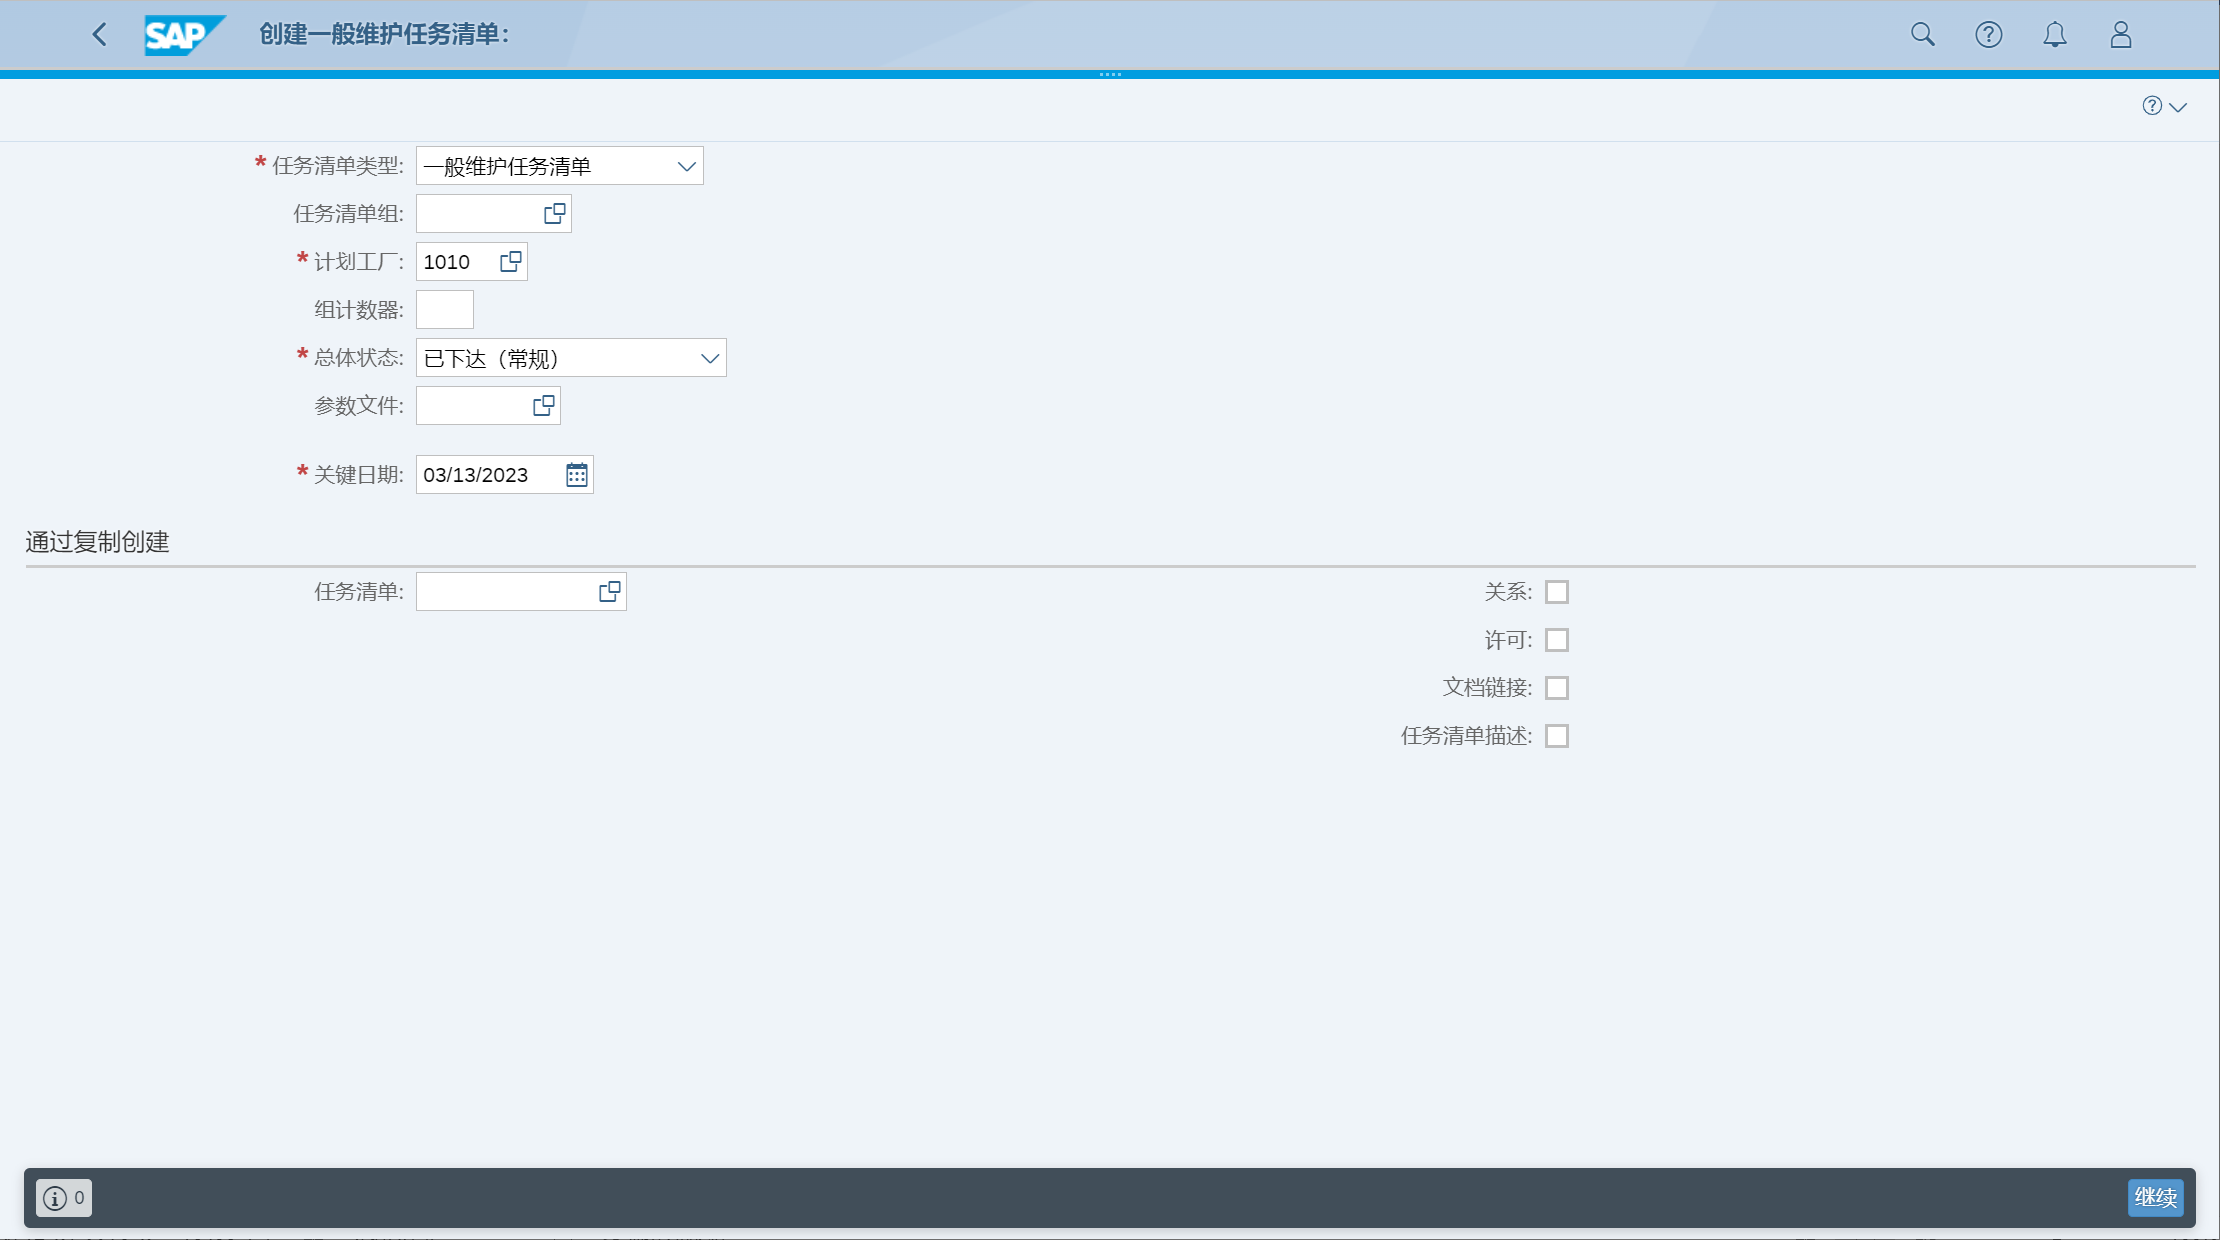 SAP 创建一般维护任务清单:
* 任务清单类型: 一般维护任务清单
任务清单组:
* 计划工厂: 1010
组计数器:
* 总体状态: 已下达（常规）
参数文件:
* 关键日期: 03/13/2023
通过复制创建
任务清单:
关系:
许可:
文档链接:
任务清单描述:
0
继续